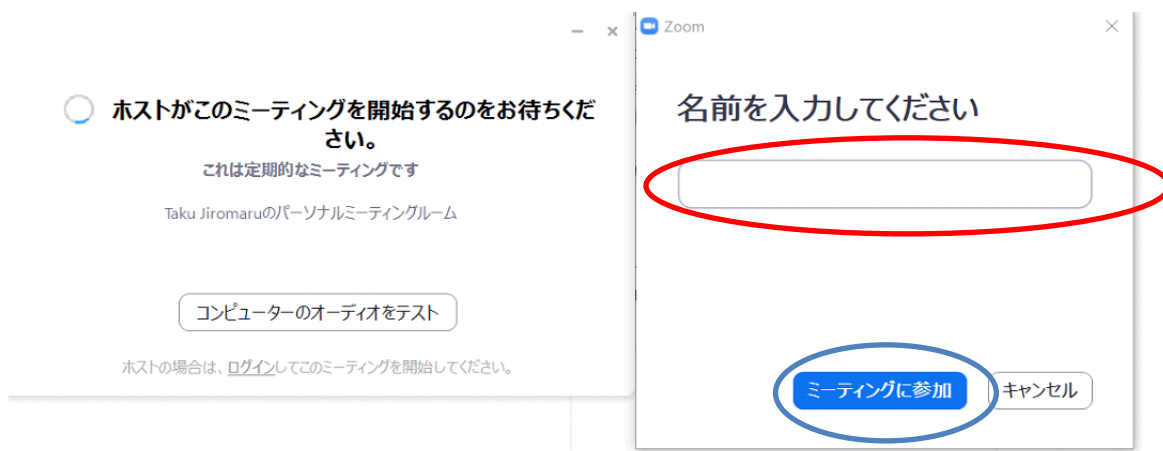 ホストがこのミーティングを開始するのをお待ちくだ
さい。
これは定期的なミーティングです
Taku Jiromaruのパーソナルミーティングルーム
コンピューターのオーディオをテスト
ホストの場合は、ログインしてこのミーティングを開始してください。
Zoom
名前を入力してください
ミーティングに参加
キャンセル